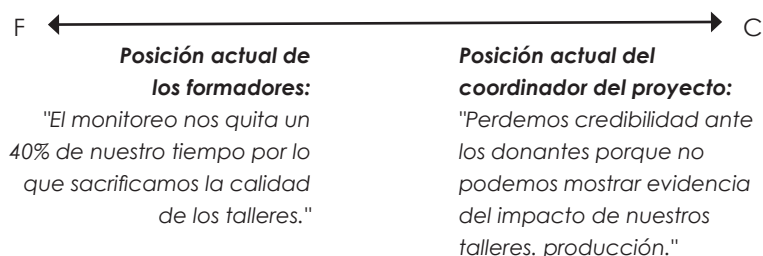 F C
Posición actual de
los formadores:
"El monitoreo nos quita un
40% de nuestro tiempo por lo
que sacrificamos la calidad
de los talleres."
Posición actual del
coordinador del proyecto:
"Perdemos credibilidad ante
los donantes porque no
podemos mostrar evidencia
del impacto de nuestros
talleres. producción."